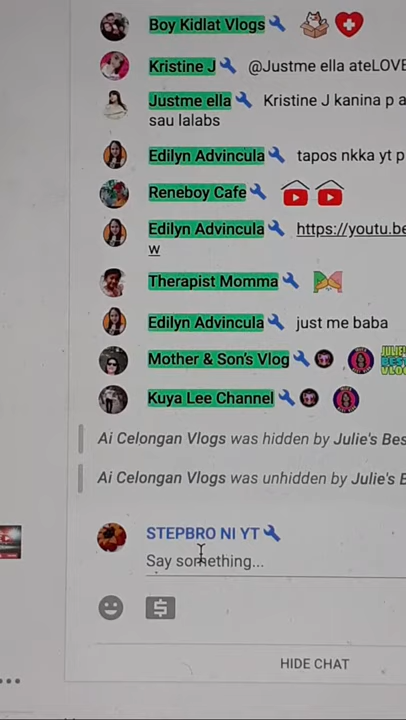 Boy Kidlat Vlogs
Kristine J @Justme ella ateLOVE
Justme ella Kristine J kanina p a
sau lalabs
Edilyn Advincula tapos nkka yt p
Reneboy Cafe
Edilyn Advincula https://youtu.be
w
Therapist Momma
Edilyn Advincula just me baba
Mother & Son's Vlog JULIE'S BES VLO
Kuya Lee Channel
Ai Celongan Vlogs was hidden by Julie's Bes
Ai Celongan Vlogs was unhidden by Julie's B
STEPBRO NI YT
Say something...
HIDE CHAT